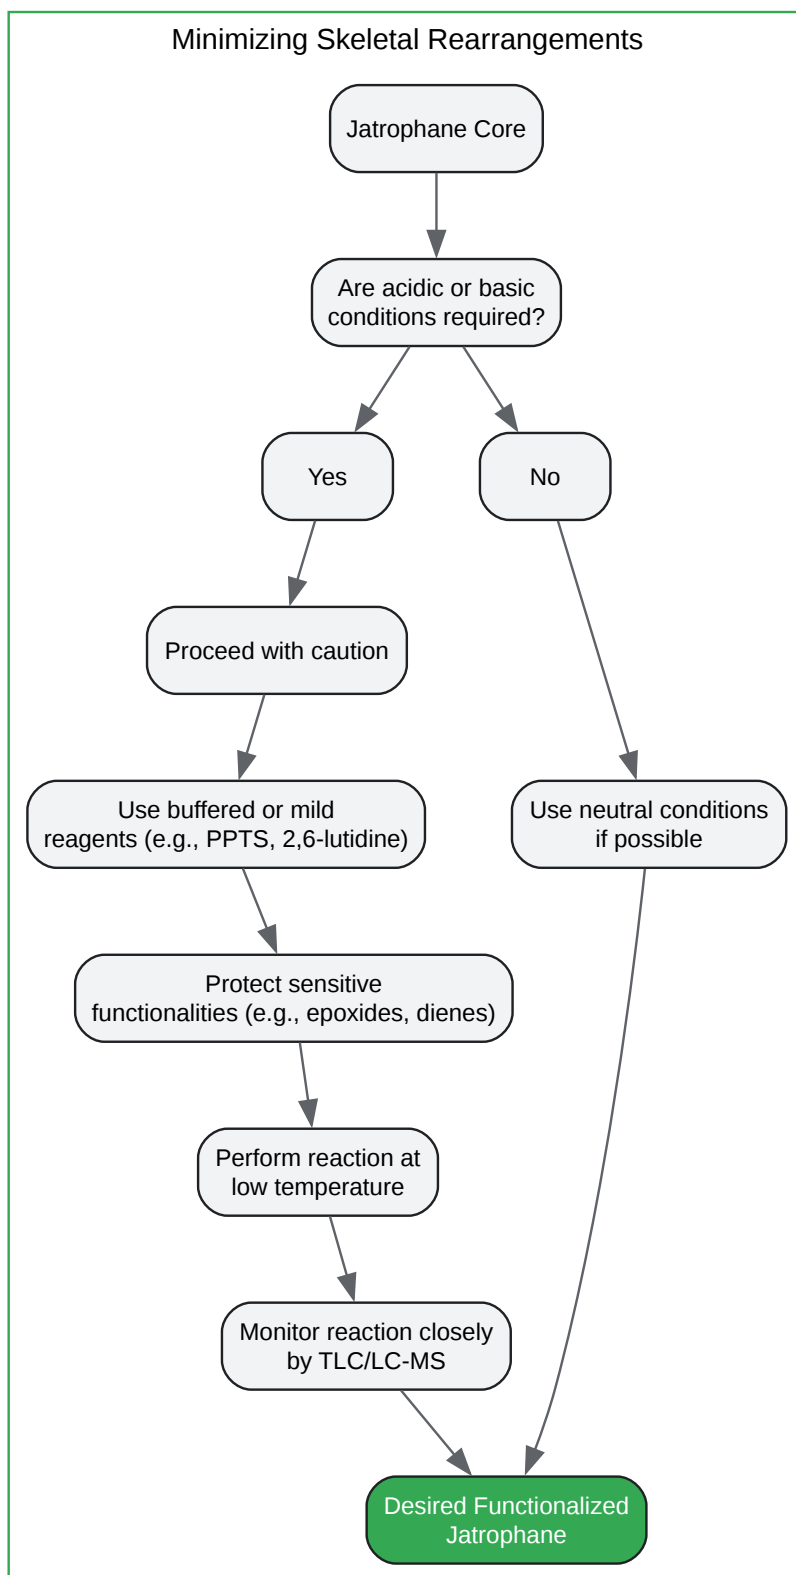 Minimizing Skeletal Rearrangements
Jatrophane Core
Are acidic or basic
conditions required?
Yes
No
Proceed with caution
Use buffered or mild
reagents (e.g., PPTS, 2,6-lutidine)
Use neutral conditions
if possible
Protect sensitive
functionalities (e.g., epoxides, dienes)
Perform reaction at
low temperature
Monitor reaction closely
by TLC/LC-MS
Desired Functionalized
Jatrophane